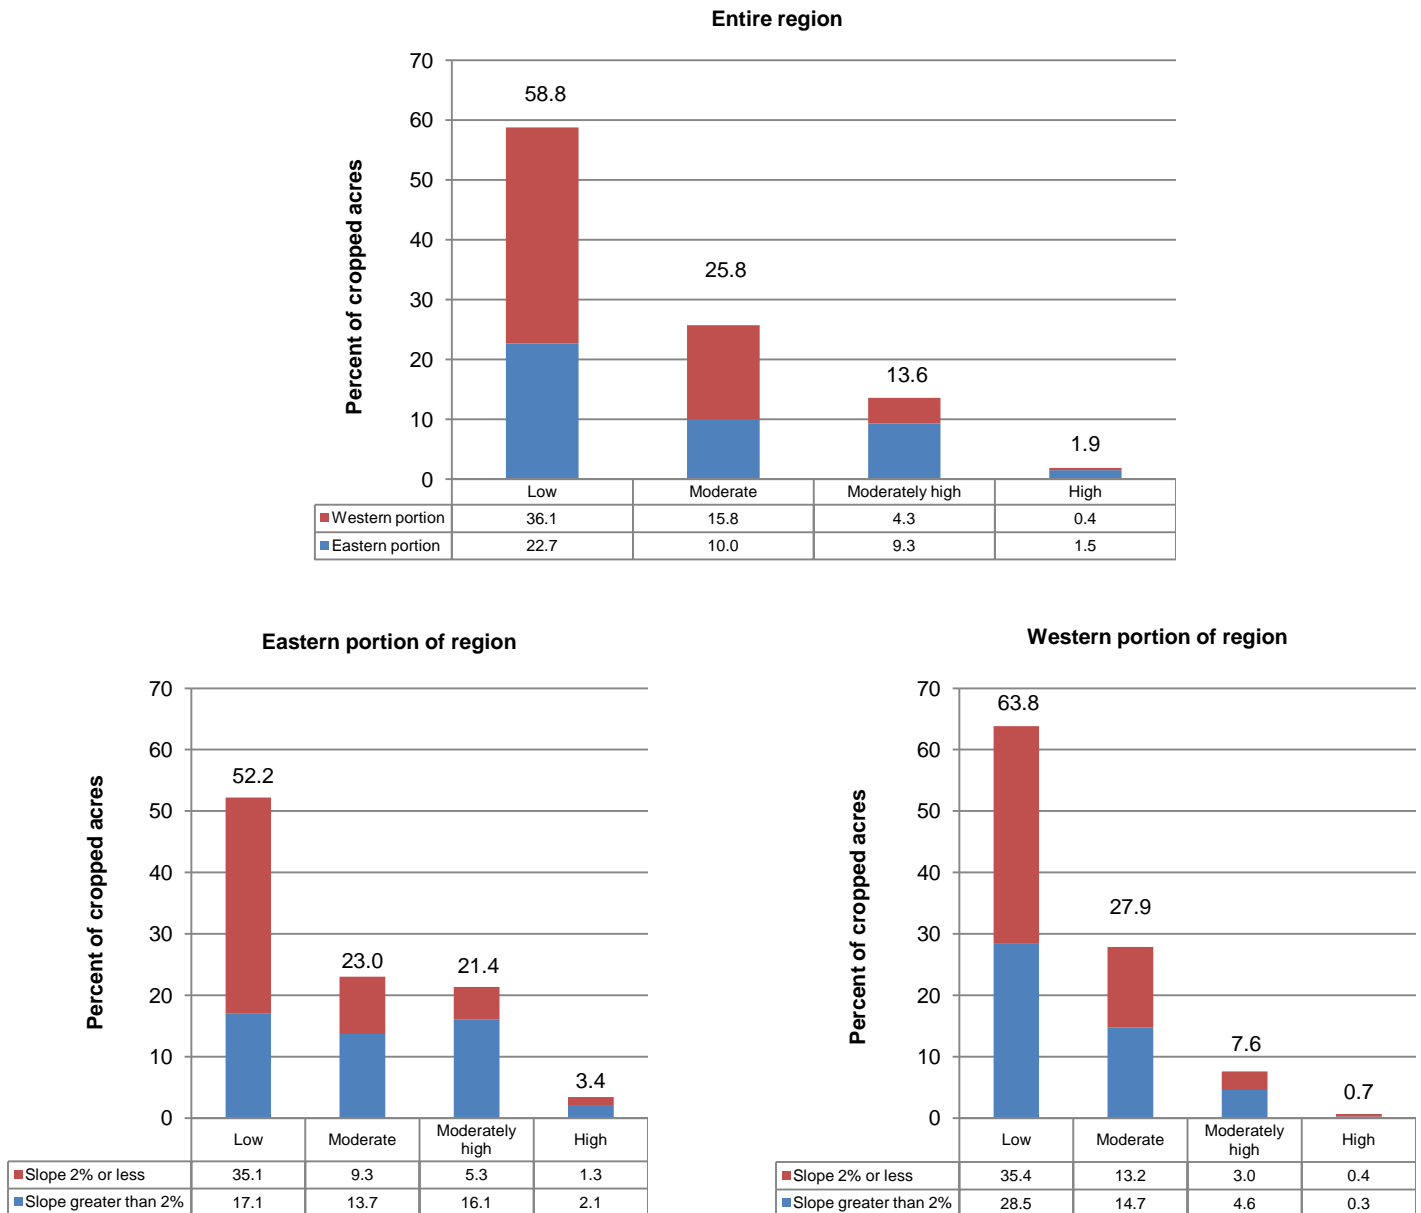 Entire region
Percent of cropped acres
70
60
50
40
30
20
10
0
58.8
25.8
13.6
1.9
Low Moderate Moderately high High
Western portion 36.1 15.8 4.3 0.4
Eastern portion 22.7 10.0 9.3 1.5
Eastern portion of region
Percent of cropped acres
70
60
50
40
30
20
10
0
52.2
23.0
21.4
3.4
Low Moderate Moderately high High
Slope 2% or less 35.1 9.3 5.3 1.3
Slope greater than 2% 17.1 13.7 16.1 2.1
Western portion of region
Percent of cropped acres
70
60
50
40
30
20
10
0
63.8
27.9
7.6
0.7
Low Moderate Moderately high High
Slope 2% or less 35.4 13.2 3.0 0.4
Slope greater than 2% 28.5 14.7 4.6 0.3